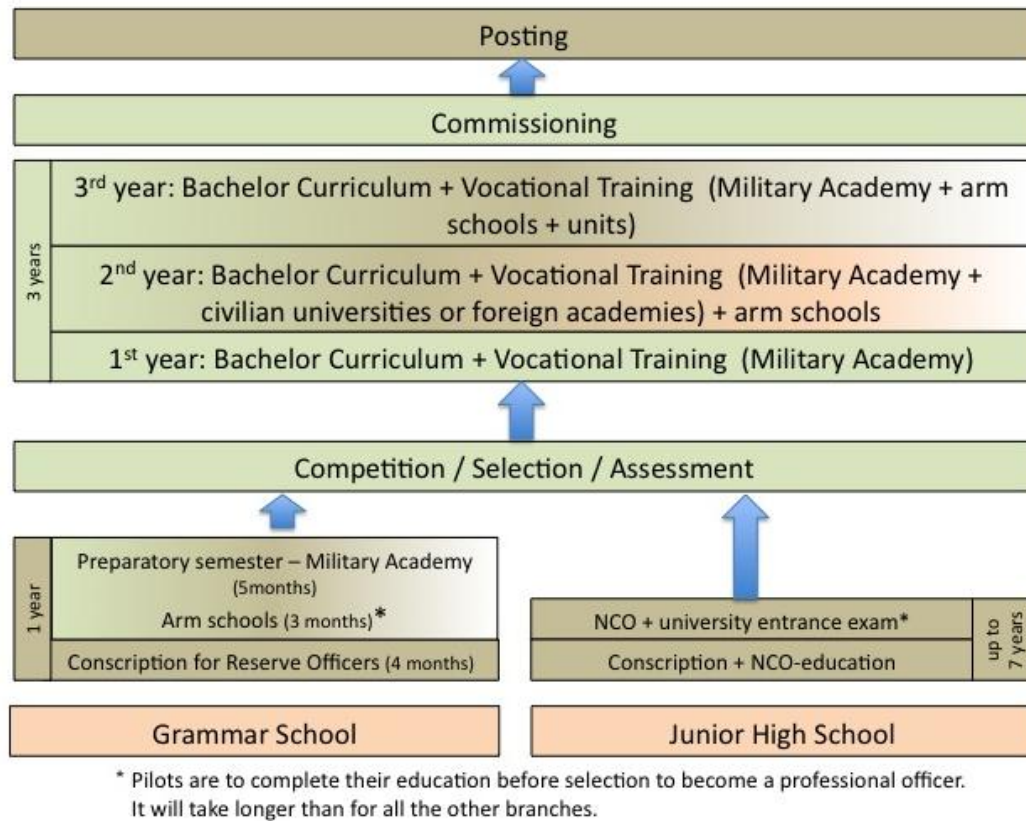 Posting
Commissioning
3 years
3rd year: Bachelor Curriculum + Vocational Training (Military Academy + arm
schools + units)
2nd year: Bachelor Curriculum + Vocational Training (Military Academy +
civilian universities or foreign academies) + arm schools
1st year: Bachelor Curriculum + Vocational Training (Military Academy)
Competition / Selection / Assessment
1 year
Preparatory semester – Military Academy
(5months)
Arm schools (3 months)*
Conscription for Reserve Officers (4 months)
NCO + university entrance exam*
Conscription + NCO-education
up to
7 years
Grammar School
Junior High School
* Pilots are to complete their education before selection to become a professional officer.
It will take longer than for all the other branches.